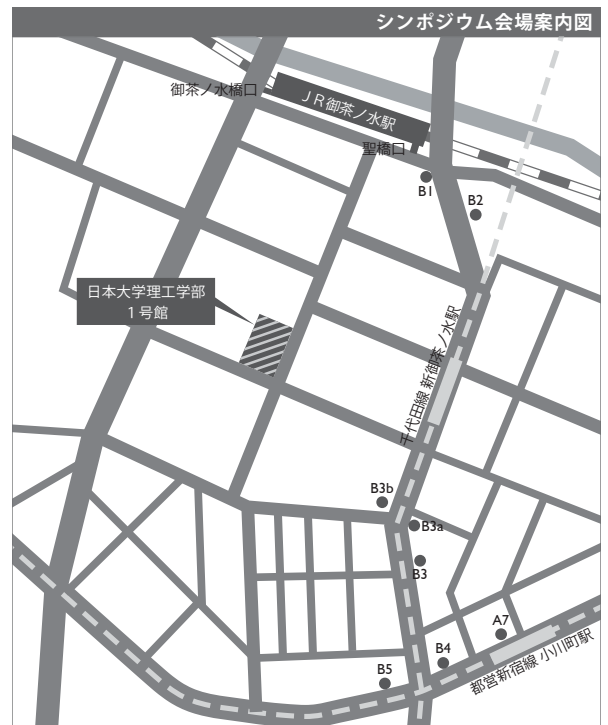 シンポジウム会場案内図
御茶ノ水橋口
JR御茶ノ水駅
聖橋口
B1
B2
日本大学理工学部
1号館
千代田線 新御茶ノ水駅
B3b
B3a
B3
A7
B4
B5
都営新宿線 小川町駅